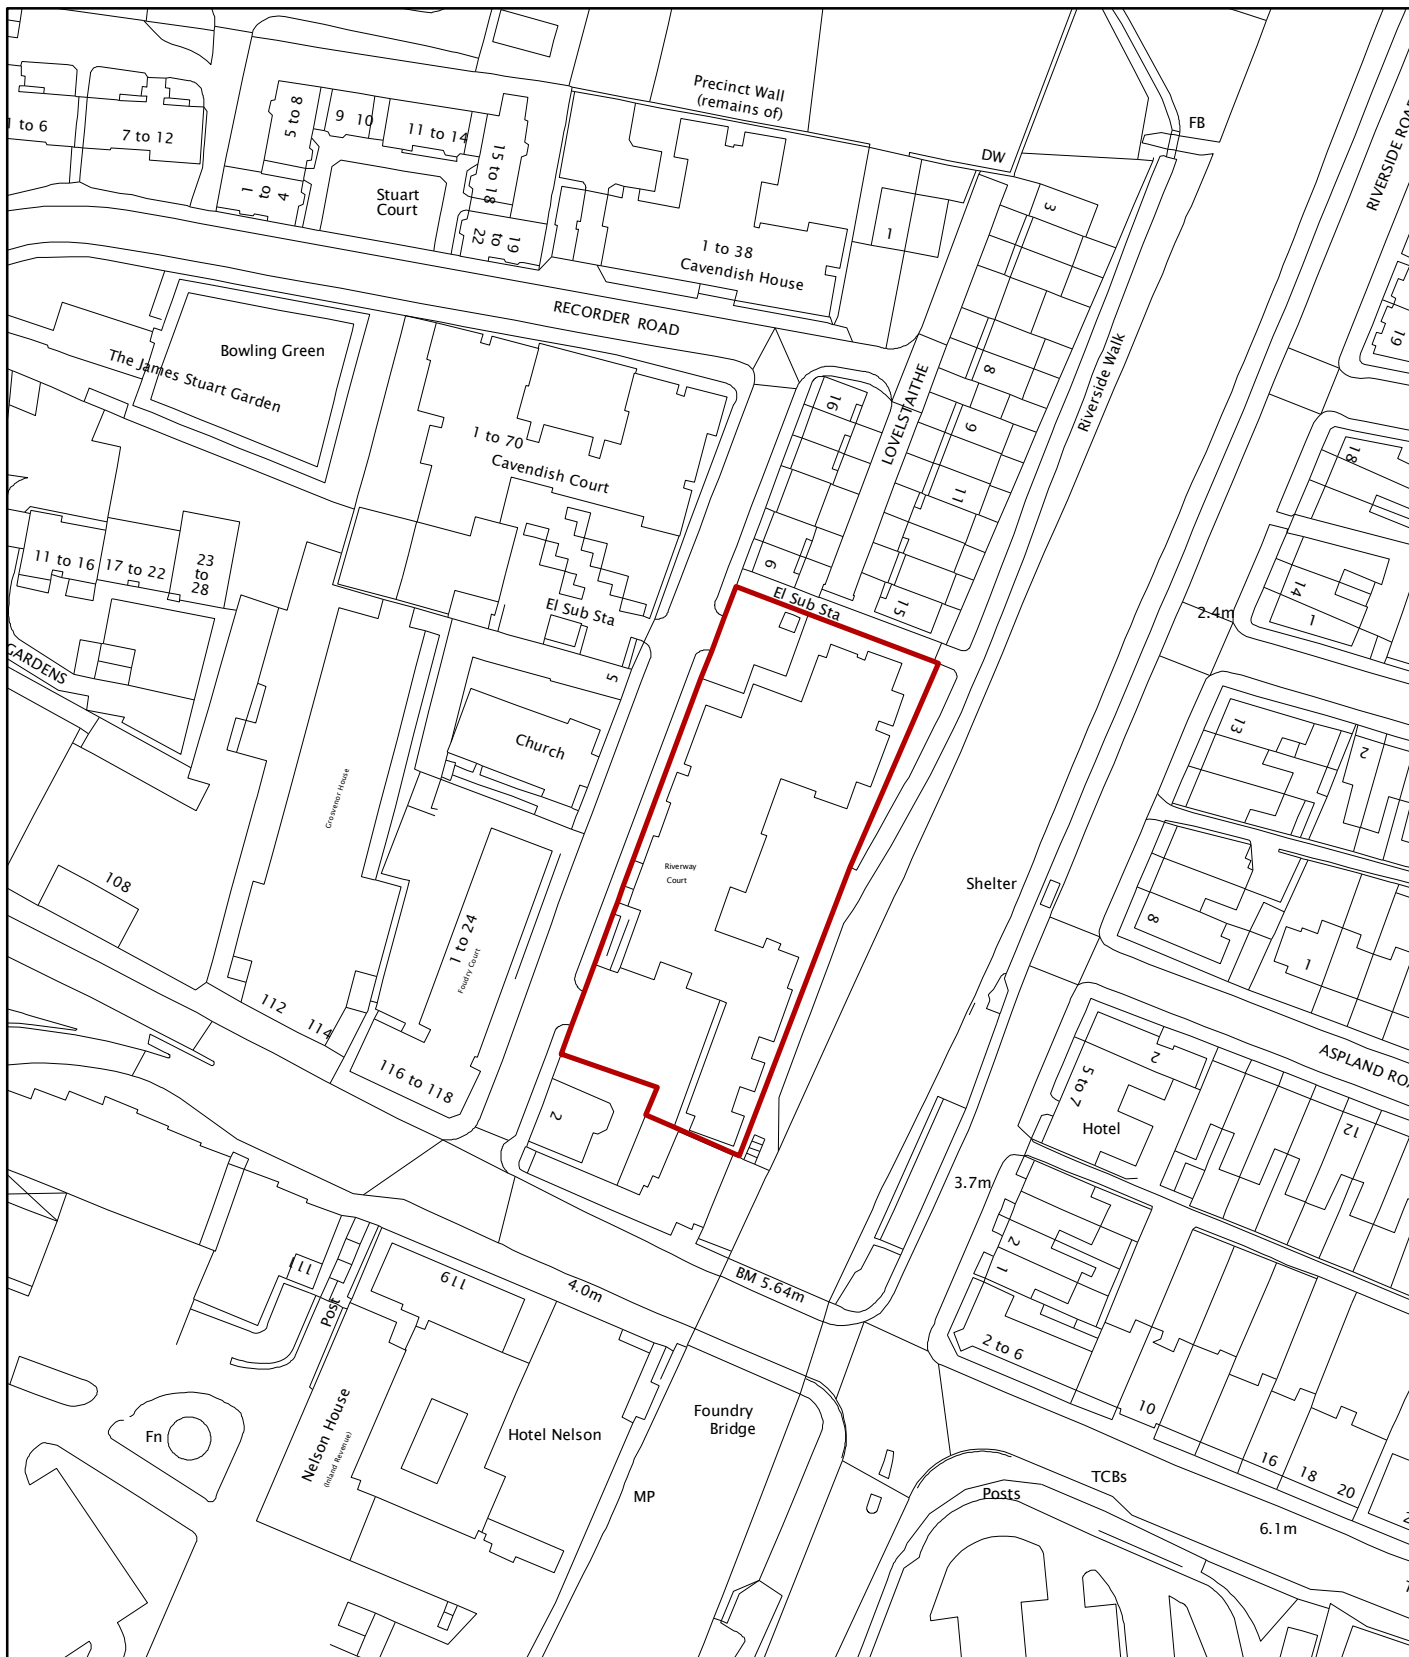 Precinct Wall
(remains of)
FB
DW
RIVERSIDE ROAD
1 to 6
7 to 12
5 to 8
9
10
11 to 14
15 to 18
1
to
4
Stuart
Court
19
to
22
1 to 38
Cavendish House
1
3
RECORDER ROAD
Bowling Green
The James Stuart Garden
1 to 70
Cavendish Court
16
LOVELSTAITHE
8
9
11
Riverside Walk
19
18
11 to 16
17 to 22
23
to
28
El Sub Sta
6
El Sub Sta
15
14
1
2.4m
GARDENS
5
Church
13
2
Grosvenor House
Riverway
Court
Shelter
108
1 to 24
Foudry Court
8
1
112
114
116 to 118
2
ASPLAND ROA
2
5 to 7
Hotel
12
3.7m
111
Post
119
4.0m
BM 5.64m
2
1
2 to 6
10
16
18
20
Fn
Nelson House
(Inland Revenue)
Hotel Nelson
Foundry
Bridge
MP
TCBs
Posts
6.1m